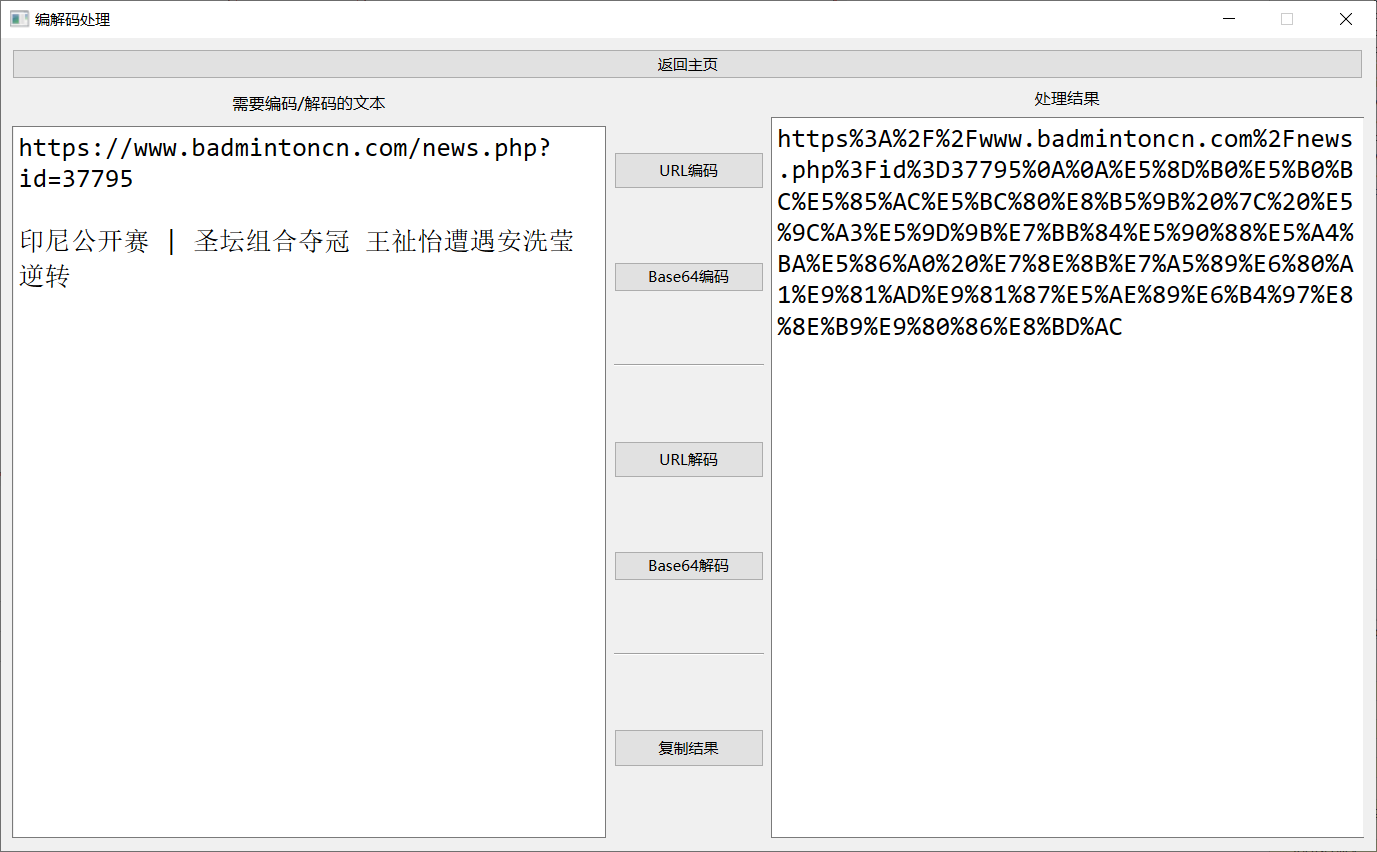 编解码处理
返回主页
需要编码/解码的文本
https://www.badmintoncn.com/news.php?
id=37795
印尼公开赛 | 圣坛组合夺冠 王祉怡遭遇安洗莹
逆转
URL编码
Base64编码
URL解码
Base64解码
复制结果
处理结果
https%3A%2F%2Fwww.badmintoncn.com%2Fnews
.php%3Fid%3D37795%0A%0A%E5%8D%B0%E5%B0%B
C%E5%85%AC%E5%BC%80%E8%B5%9B%20%7C%20%E5
%9C%A3%E5%9D%9B%E7%BB%84%E5%90%88%E5%A4%
BA%E5%86%A0%20%E7%8E%8B%E7%A5%89%E6%80%A
1%E9%81%AD%E9%81%87%E5%AE%89%E6%B4%97%E8
%8E%B9%E9%80%86%E8%BD%AC